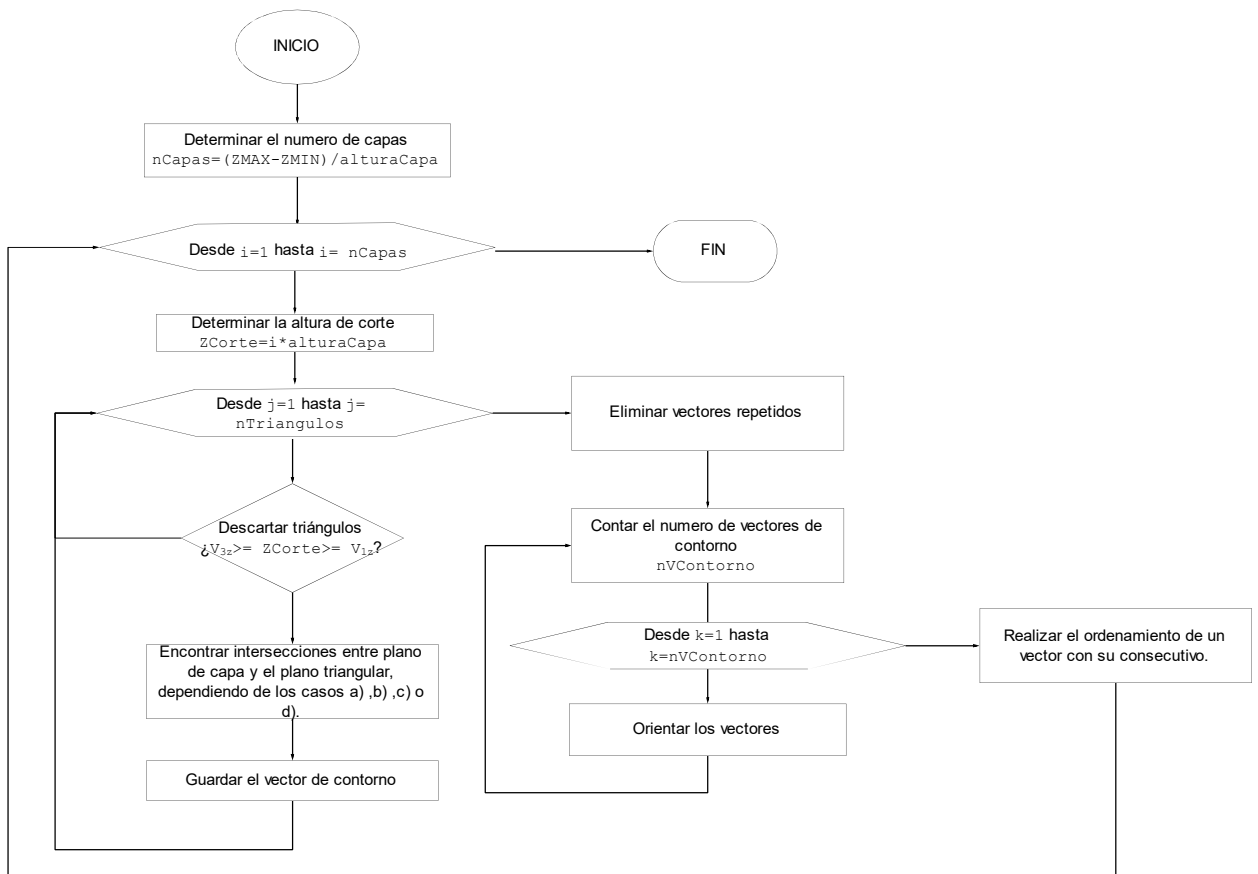 INICIO
Determinar el numero de capas
nCapas=(ZMAX-ZMIN)/alturaCapa
Desde i=1 hasta i= nCapas
FIN
Determinar la altura de corte
ZCorte=i*alturaCapa
Desde j=1 hasta j=
nTriangulos
Eliminar vectores repetidos
Descartar triángulos
¿V3z>= ZCorte>= V1z?
Contar el numero de vectores de
contorno
nVContorno
Desde k=1 hasta
k=nVContorno
Realizar el ordenamiento de un
vector con su consecutivo.
Encontrar intersecciones entre plano
de capa y el plano triangular,
dependiendo de los casos a) ,b) ,c) o
d).
Orientar los vectores
Guardar el vector de contorno